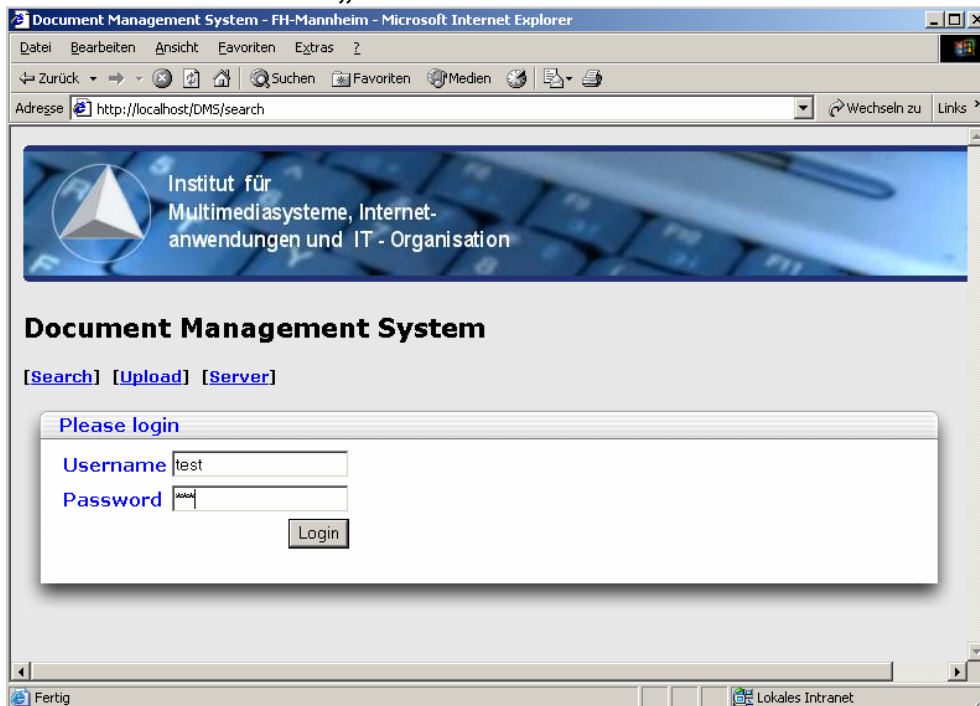 Document Management System - FH-Mannheim - Microsoft Internet Explorer
Datei Bearbeiten Ansicht Favoriten Extras ?
Zurück Suchen Favoriten Medien
Adresse http://localhost/DMS/search Wechseln zu Links
Institut für
Multimediasysteme, Internet-
anwendungen und IT - Organisation
Document Management System
[Search] [Upload] [Server]
Please login
Username test
Password ****
Login
Fertig Lokales Intranet